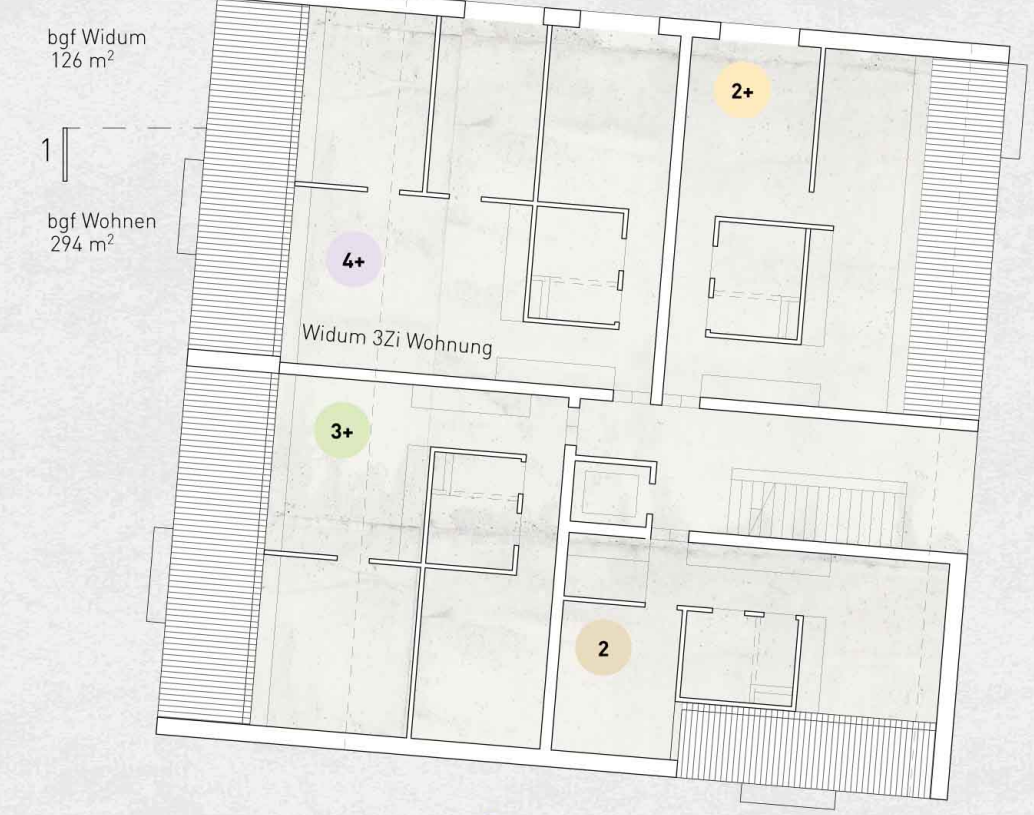 bgf Widum
126 m²
1
bgf Wohnen
294 m²
2+
4+
Widum 3Zi Wohnung
3+
2